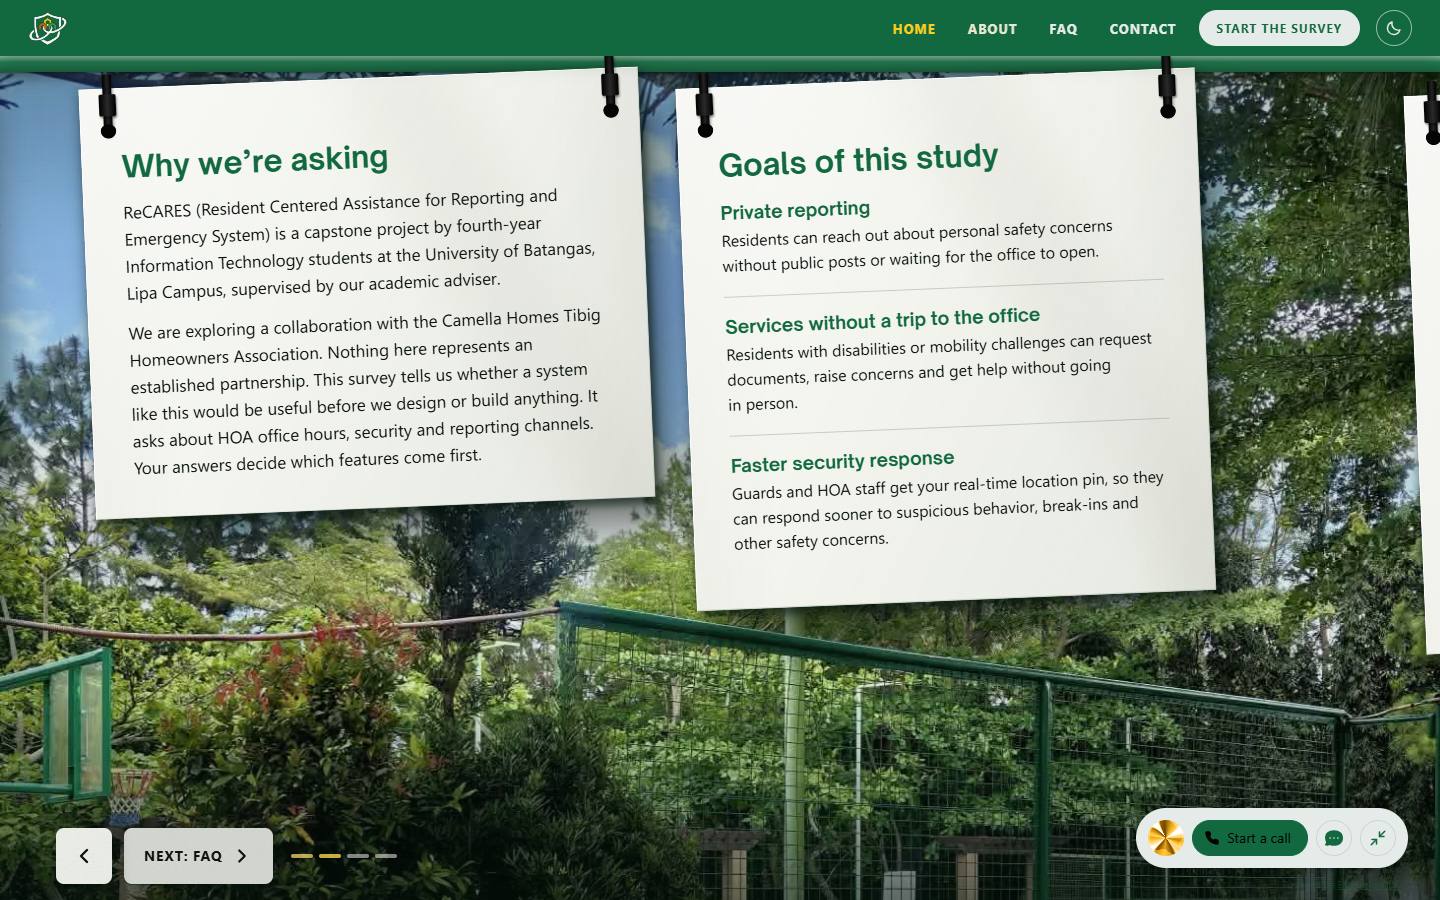 HOME
ABOUT
FAQ
CONTACT
START THE SURVEY
Why we’re asking
ReCARES (Resident Centered Assistance for Reporting and
Emergency System) is a capstone project by fourth-year
Information Technology students at the University of Batangas,
Lipa Campus, supervised by our academic adviser.
We are exploring a collaboration with the Camella Homes Tibig
Homeowners Association. Nothing here represents an
established partnership. This survey tells us whether a system
like this would be useful before we design or build anything. It
asks about HOA office hours, security and reporting channels.
Your answers decide which features come first.
Goals of this study
Private reporting
Residents can reach out about personal safety concerns
without public posts or waiting for the office to open.
Services without a trip to the office
Residents with disabilities or mobility challenges can request
documents, raise concerns and get help without going
in person.
Faster security response
Guards and HOA staff get your real-time location pin, so they
can respond sooner to suspicious behavior, break-ins and
other safety concerns.
NEXT: FAQ
Start a call